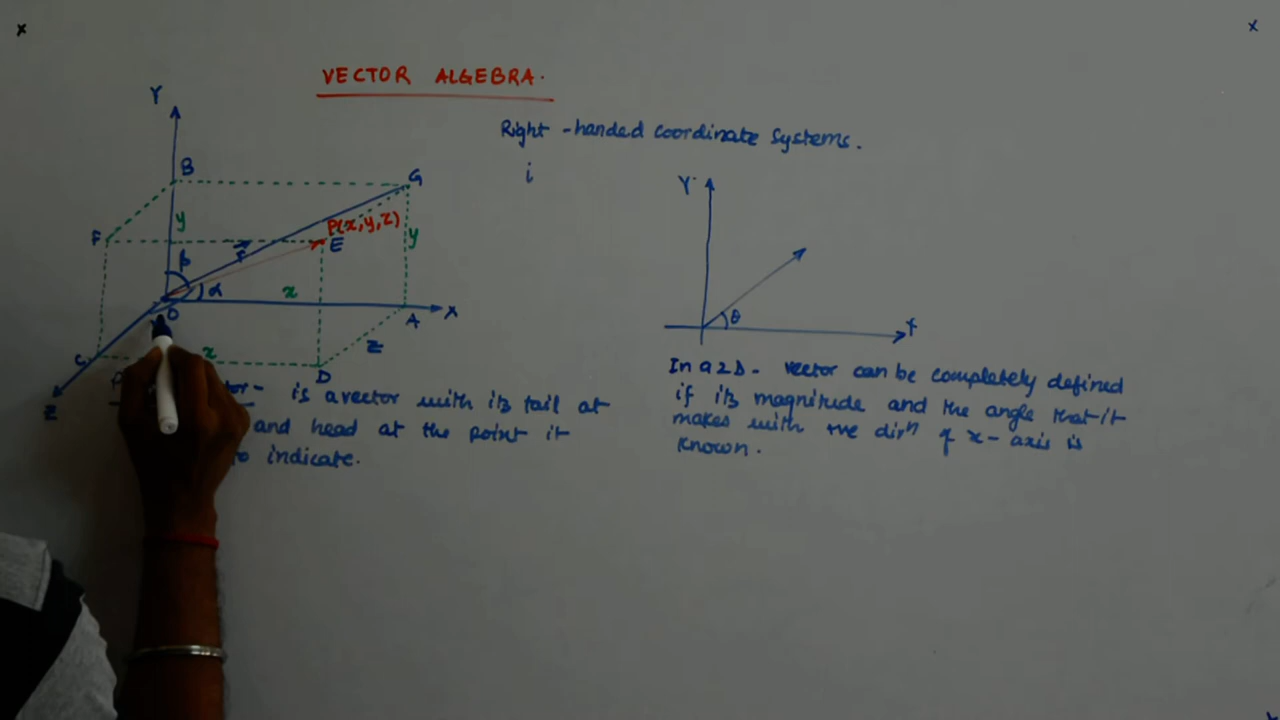 VECTOR ALGEBRA.
Right-handed coordinate systems.
i
Y
B
G
y
P(x,y,z)
F
E
y
r
β
α
x
X
O
A
C
x
z
D
Z
is a vector with its tail at
and head at the point it
indicate.
Y
θ
X
In a 2D - vector can be completely defined
if its magnitude and the angle that it
makes with +ve dirn of x-axis is
known.